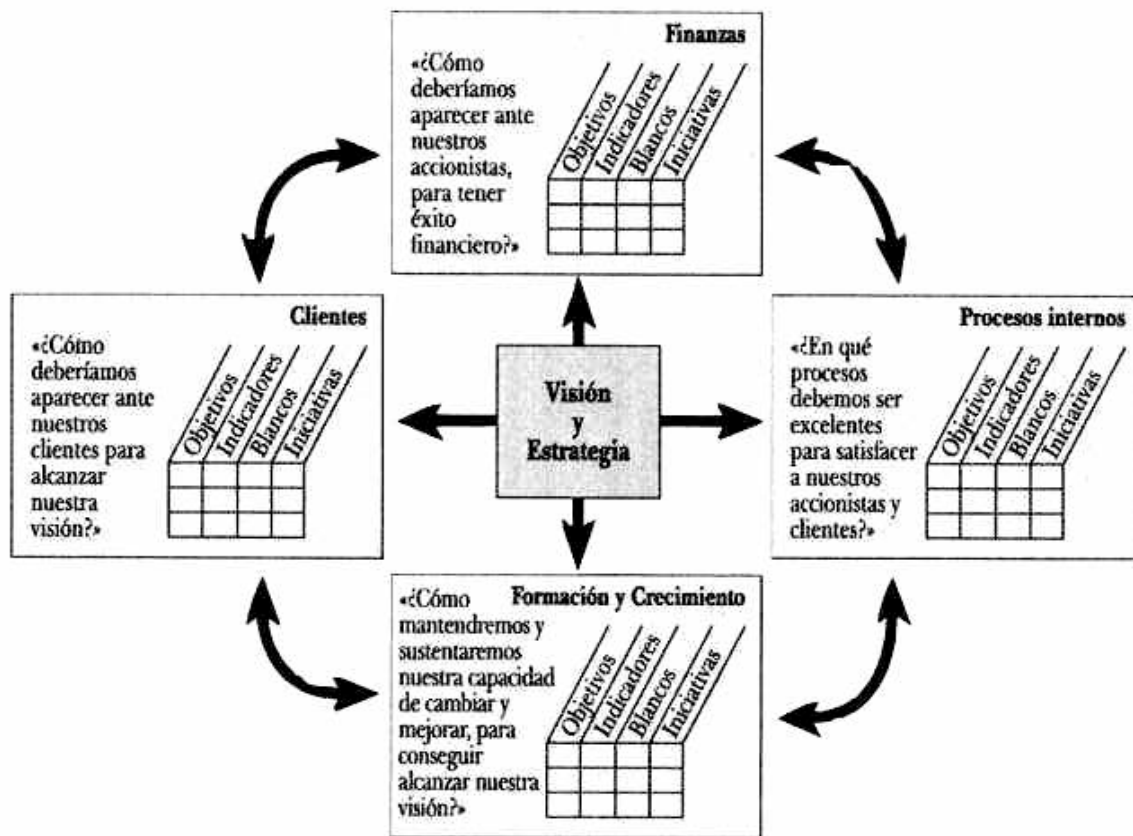 Finanzas
«¿Cómo
deberíamos
aparecer ante
nuestros
accionistas,
para tener
éxito
financiero?»
Objetivos
Indicadores
Blancos
Iniciativas
Clientes
«¿Cómo
deberíamos
aparecer ante
nuestros
clientes para
alcanzar
nuestra
visión?»
Objetivos
Indicadores
Blancos
Iniciativas
Visión
y
Estrategia
Procesos internos
«¿En qué
procesos
debemos ser
excelentes
para satisfacer
a nuestros
accionistas y
clientes?»
Objetivos
Indicadores
Blancos
Iniciativas
Formación y Crecimiento
«¿Cómo
mantendremos y
sustentaremos
nuestra capacidad
de cambiar y
mejorar, para
conseguir
alcanzar nuestra
visión?»
Objetivos
Indicadores
Blancos
Iniciativas